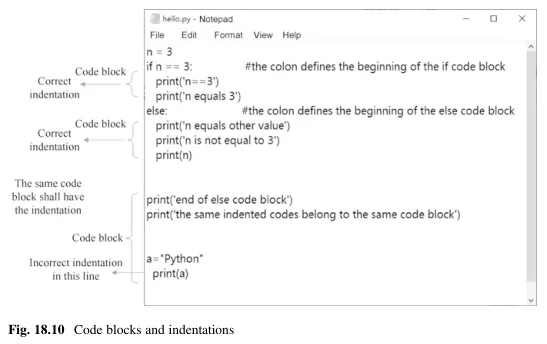 hello.py - Notepad
File Edit Format View Help
n = 3
if n == 3: #the colon defines the beginning of the if code block
print('n==3')
print('n equals 3')
else: #the colon defines the beginning of the else code block
print('n equals other value')
print('n is not equal to 3')
print(n)
print('end of else code block')
print('the same indented codes belong to the same code block')
a="Python"
print(a)
Code block
Correct
indentation
Code block
Correct
indentation
The same code
block shall have
the indentation
Code block
Incorrect indentation
in this line
Fig. 18.10 Code blocks and indentations